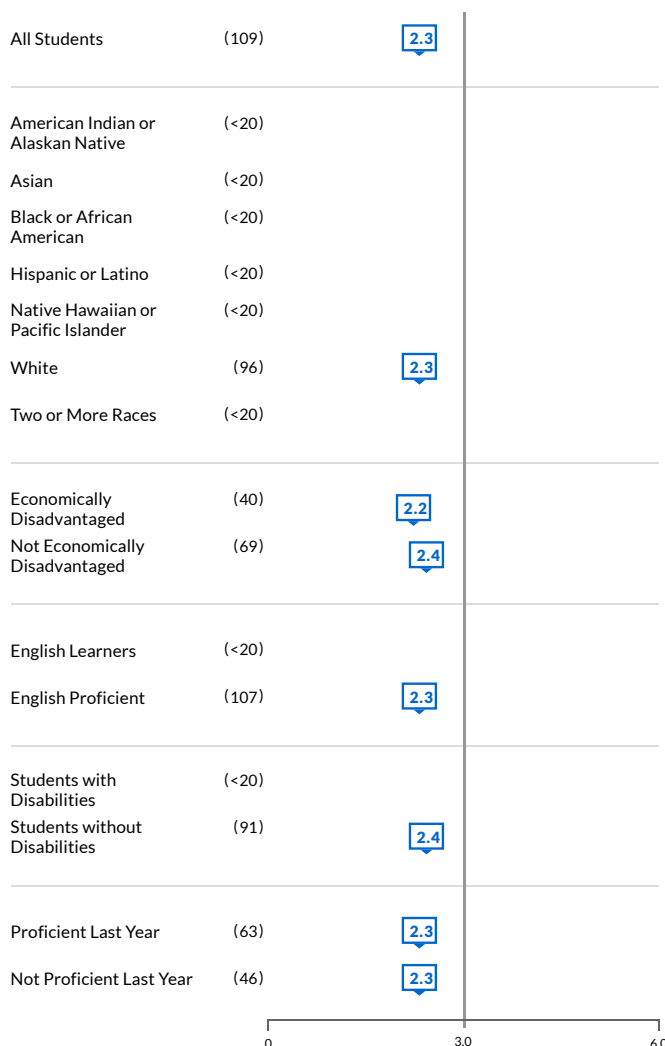 All Students (109) 2.3
American Indian or (<20)
Alaskan Native
Asian (<20)
Black or African (<20)
American
Hispanic or Latino (<20)
Native Hawaiian or (<20)
Pacific Islander
White (96) 2.3
Two or More Races (<20)
Economically (40) 2.2
Disadvantaged
Not Economically (69) 2.4
Disadvantaged
English Learners (<20)
English Proficient (107) 2.3
Students with (<20)
Disabilities
Students without (91) 2.4
Disabilities
Proficient Last Year (63) 2.3
Not Proficient Last Year (46) 2.3
0 3.0 6.0